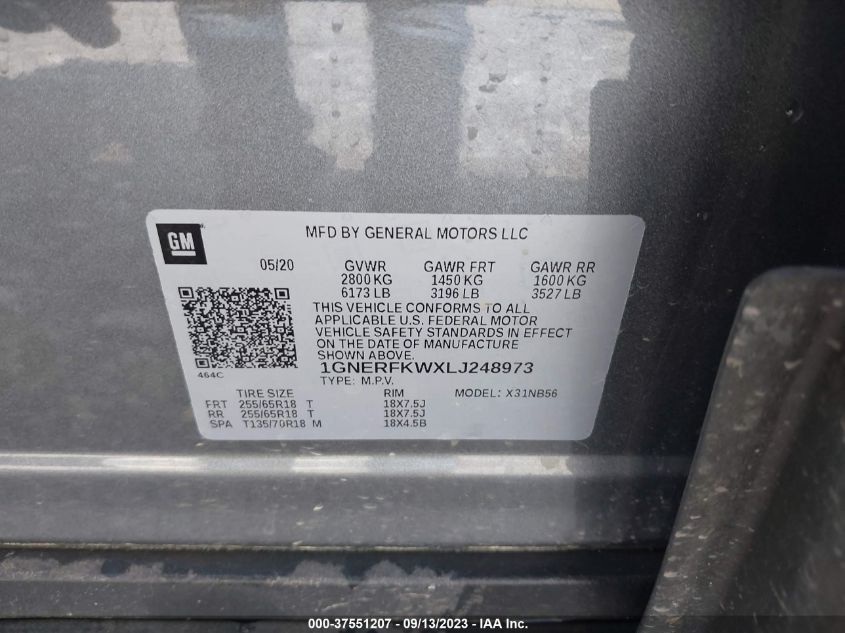 GM
MFD BY GENERAL MOTORS LLC
05/20 GVWR GAWR FRT GAWR RR
2800 KG 1450 KG 1600 KG
6173 LB 3196 LB 3527 LB
THIS VEHICLE CONFORMS TO ALL
APPLICABLE U.S. FEDERAL MOTOR
VEHICLE SAFETY STANDARDS IN EFFECT
ON THE DATE OF MANUFACTURE
SHOWN ABOVE.
464C
1GNERFKWXLJ248973
TYPE: M.P.V.
TIRE SIZE RIM MODEL: X31NB56
FRT 255/65R18 T 18X7.5J
RR 255/65R18 T 18X7.5J
SPA T135/70R18 M 18X4.5B
000-37551207 - 09/13/2023 - IAA Inc.